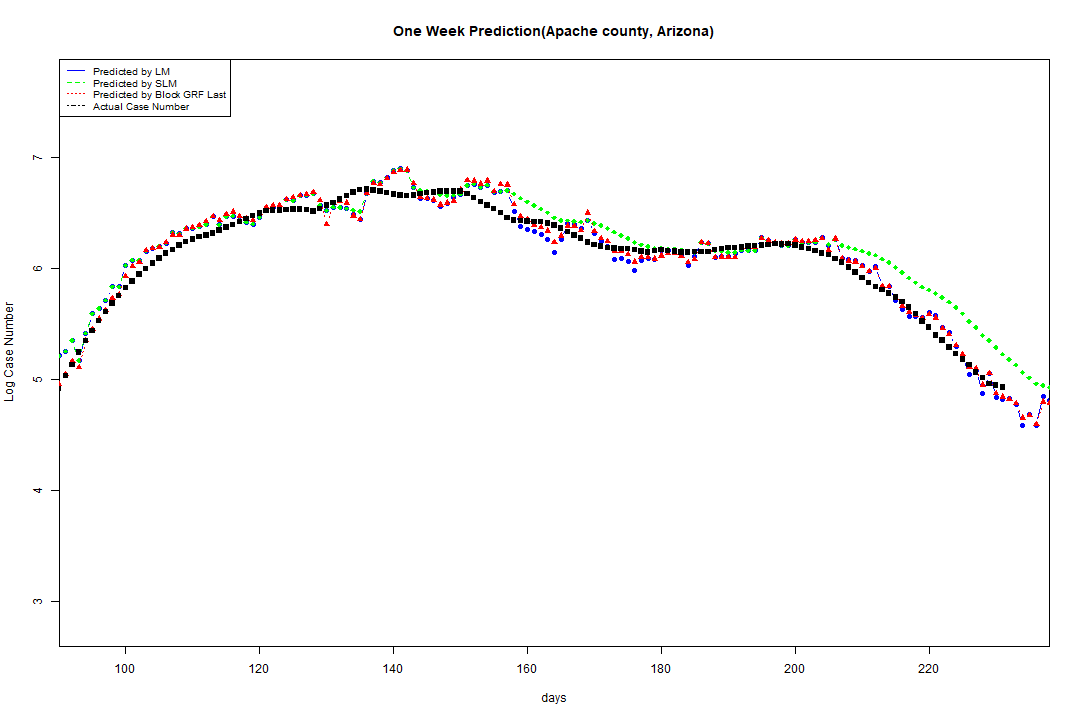 One Week Prediction(Apache county, Arizona)
Predicted by LM
Predicted by SLM
Predicted by Block GRF Last
Actual Case Number
7
6
5
4
3
Log Case Number
100 120 140 160 180 200 220
days